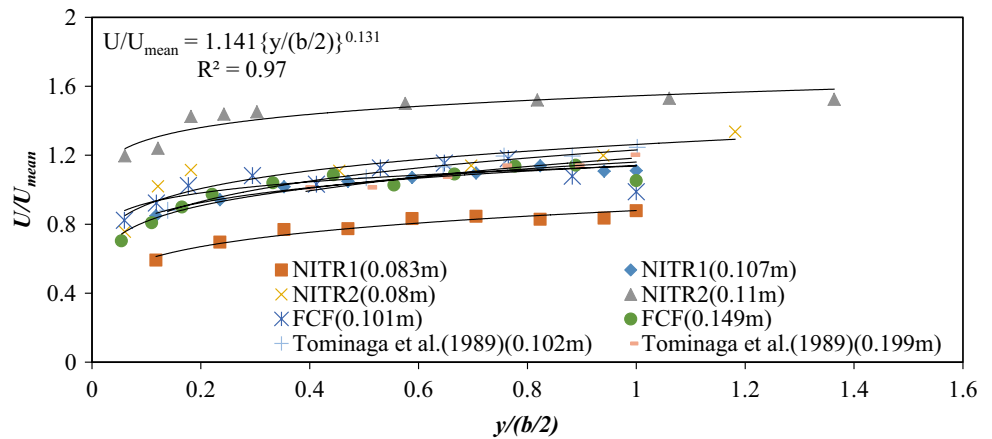 2
U/U_mean = 1.141{y/(b/2)}^0.131
R² = 0.97
1.6
1.2
0.8
0.4
0
U/U_mean
NITR1(0.083m) NITR1(0.107m)
NITR2(0.08m) NITR2(0.11m)
FCF(0.101m) FCF(0.149m)
Tominaga et al.(1989)(0.102m) Tominaga et al.(1989)(0.199m)
0 0.2 0.4 0.6 0.8 1 1.2 1.4 1.6
y/(b/2)